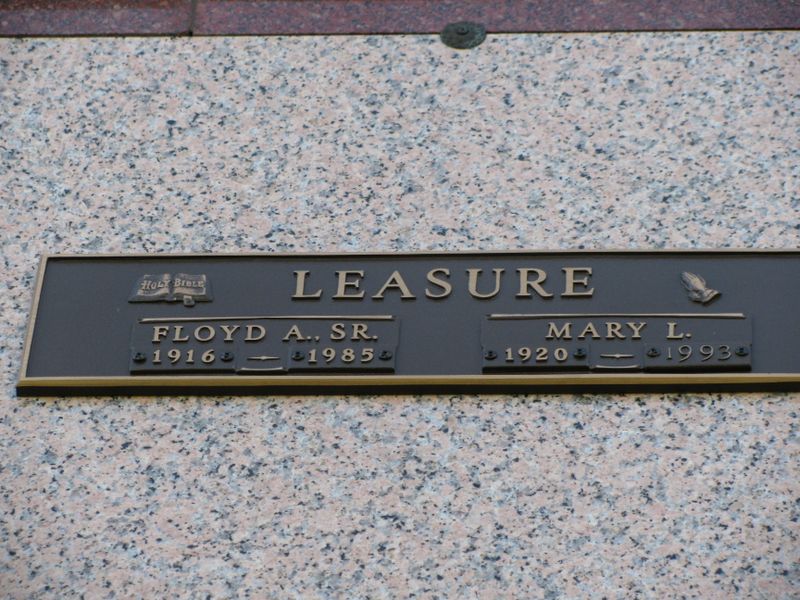 HOLY BIBLE
LEASURE
FLOYD A., SR.
1916 — 1985
MARY L.
1920 — 1993